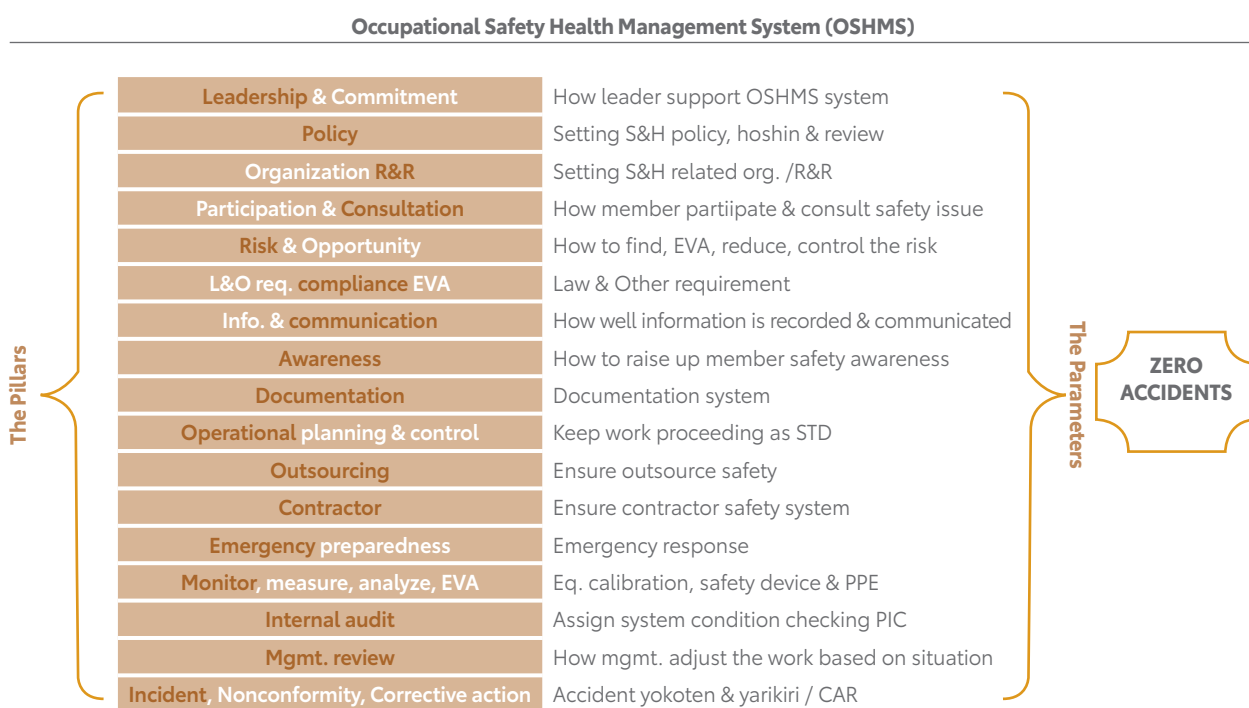 Occupational Safety Health Management System (OSHMS)
The Pillars
Leadership & Commitment How leader support OSHMS system
Policy Setting S&H policy, hoshin & review
Organization R&R Setting S&H related org. /R&R
Participation & Consultation How member partiipate & consult safety issue
Risk & Opportunity How to find, EVA, reduce, control the risk
L&O req. compliance EVA Law & Other requirement
Info. & communication How well information is recorded & communicated
Awareness How to raise up member safety awareness
Documentation Documentation system
Operational planning & control Keep work proceeding as STD
Outsourcing Ensure outsource safety
Contractor Ensure contractor safety system
Emergency preparedness Emergency response
Monitor, measure, analyze, EVA Eq. calibration, safety device & PPE
Internal audit Assign system condition checking PIC
Mgmt. review How mgmt. adjust the work based on situation
Incident, Nonconformity, Corrective action Accident yokoten & yarikiri / CAR
The Parameters
ZERO
ACCIDENTS